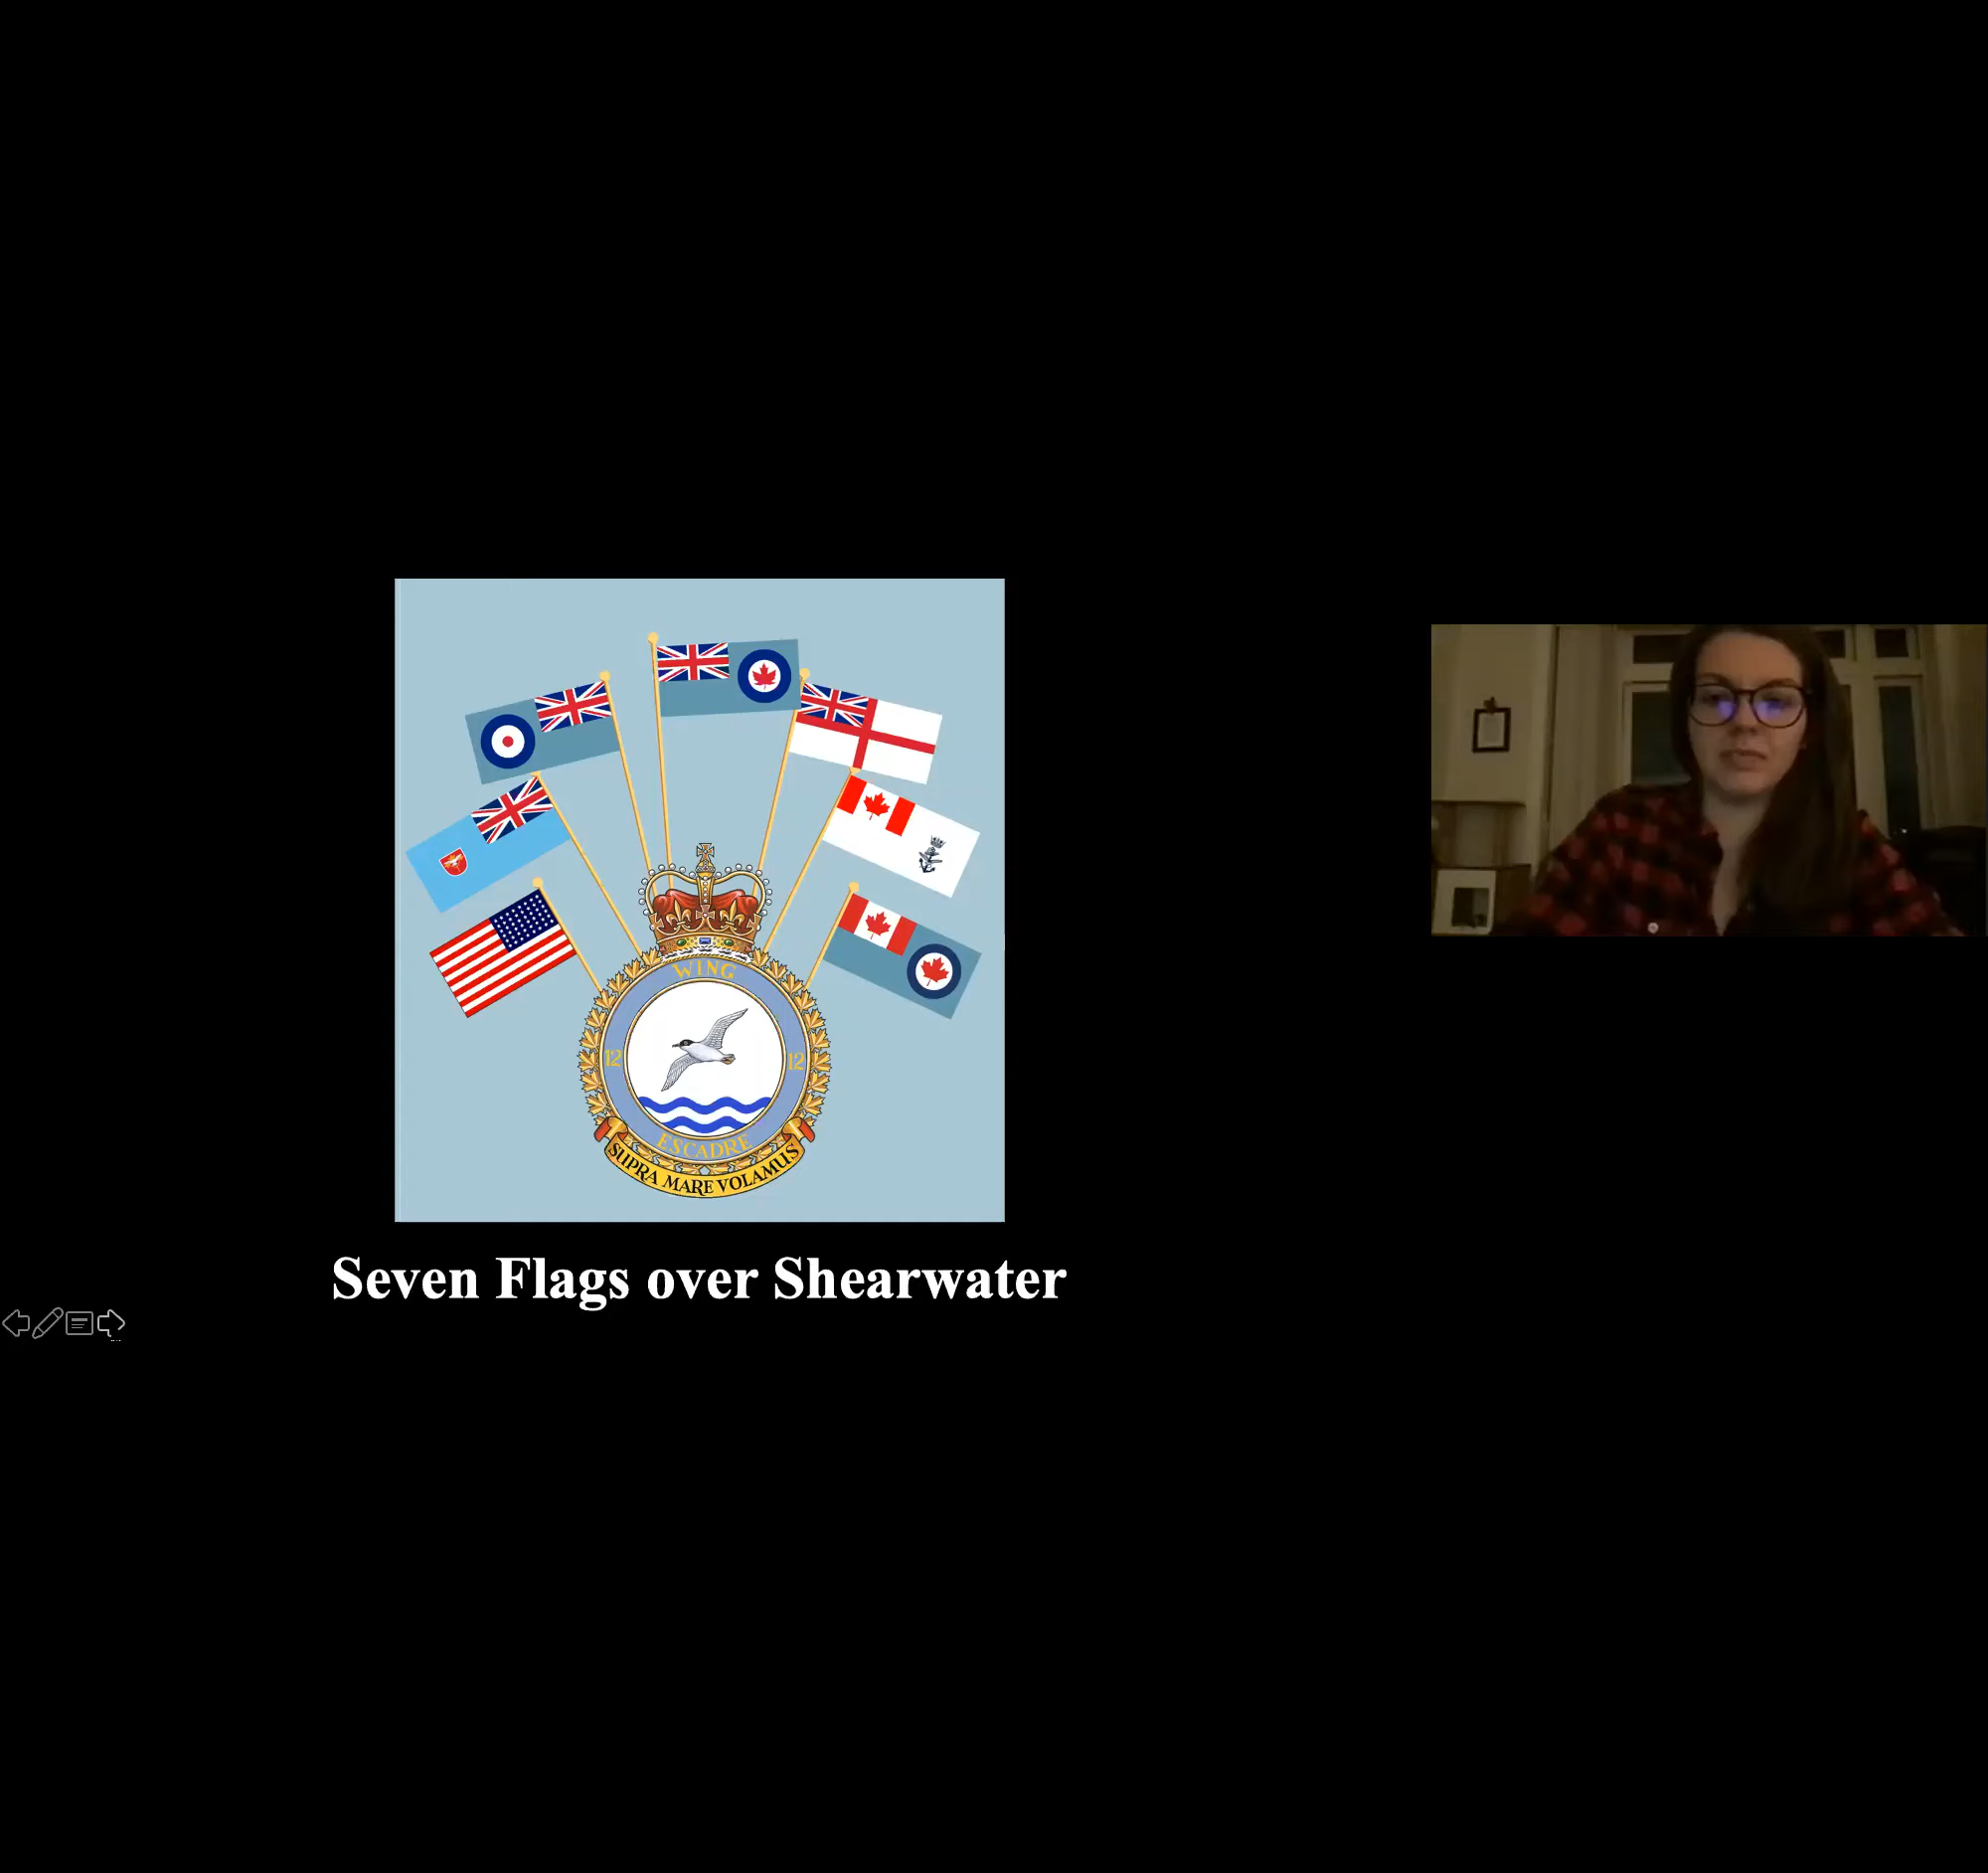 WING
12 12
ESCADRE
SUPRA MARE VOLAMUS
Seven Flags over Shearwater